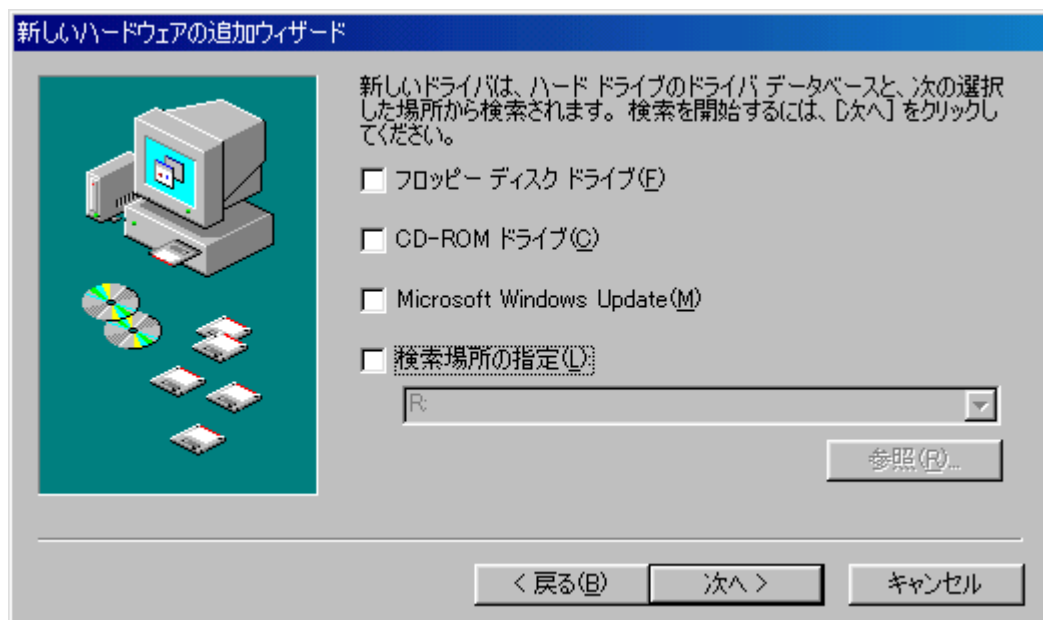 新しいハードウェアの追加ウィザード
新しいドライバは、ハード ドライブのドライバ データベースと、次の選択
した場所から検索されます。 検索を開始するには、[次へ] をクリックし
てください。
フロッピー ディスク ドライブ(F)
CD-ROM ドライブ(C)
Microsoft Windows Update(M)
検索場所の指定(L):
R:
参照(R)...
< 戻る(B)
次へ >
キャンセル